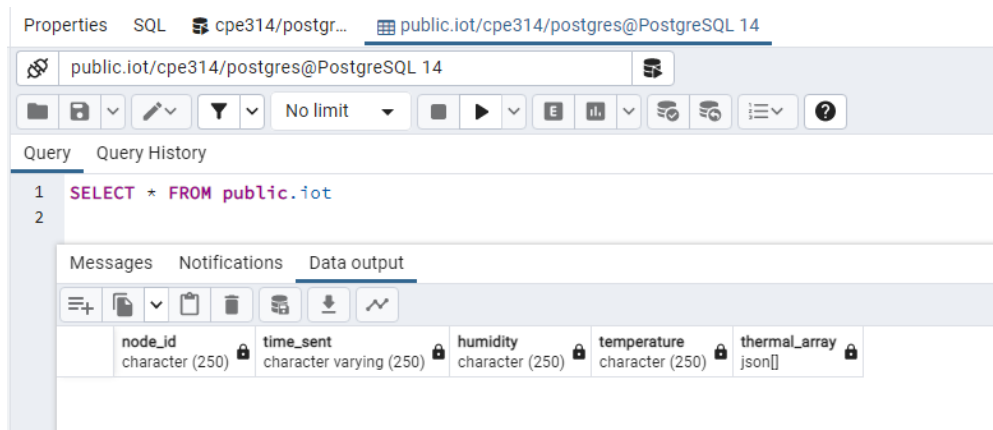 Properties SQL cpe314/postgr... public.iot/cpe314/postgres@PostgreSQL 14
public.iot/cpe314/postgres@PostgreSQL 14
No limit E ?
Query Query History
1 SELECT * FROM public.iot
2
Messages Notifications Data output
node_id time_sent humidity temperature thermal_array
character (250) character varying (250) character (250) character (250) json[]